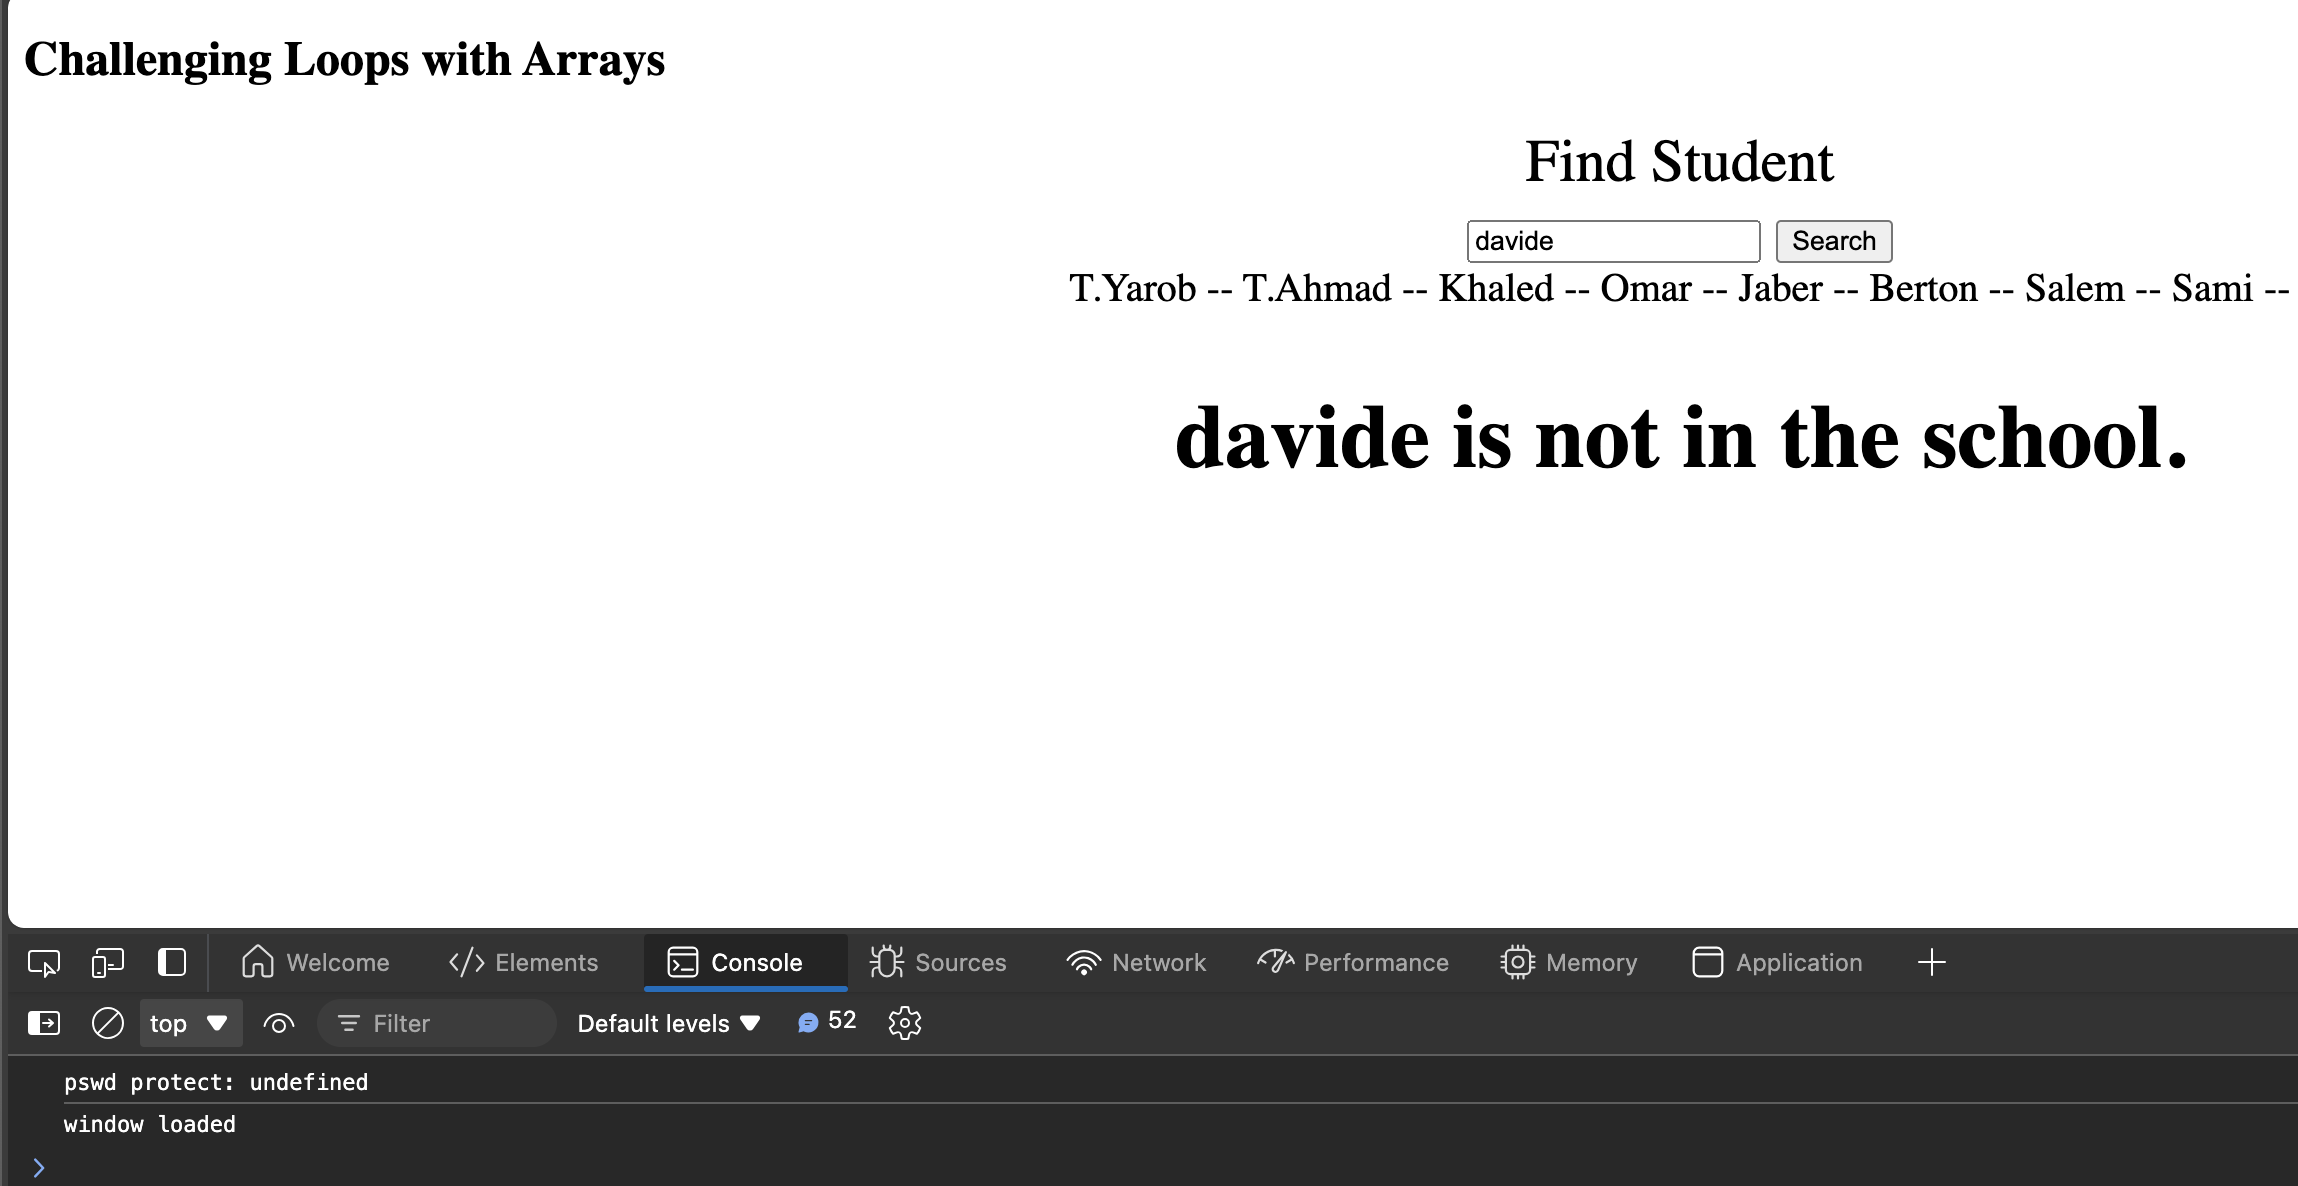 Challenging Loops with Arrays
Find Student
davide Search
T.Yarob -- T.Ahmad -- Khaled -- Omar -- Jaber -- Berton -- Salem -- Sami --
davide is not in the school.
Welcome Elements Console Sources Network Performance Memory Application
top Filter Default levels 52
pswd protect: undefined
window loaded